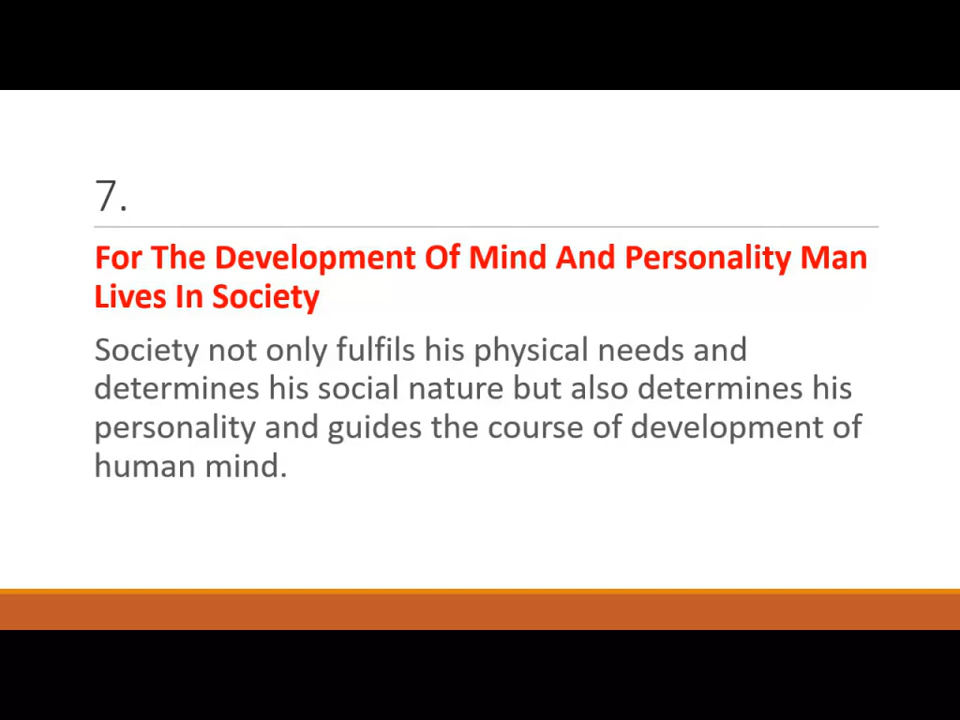 7.
For The Development Of Mind And Personality Man
Lives In Society
Society not only fulfils his physical needs and
determines his social nature but also determines his
personality and guides the course of development of
human mind.